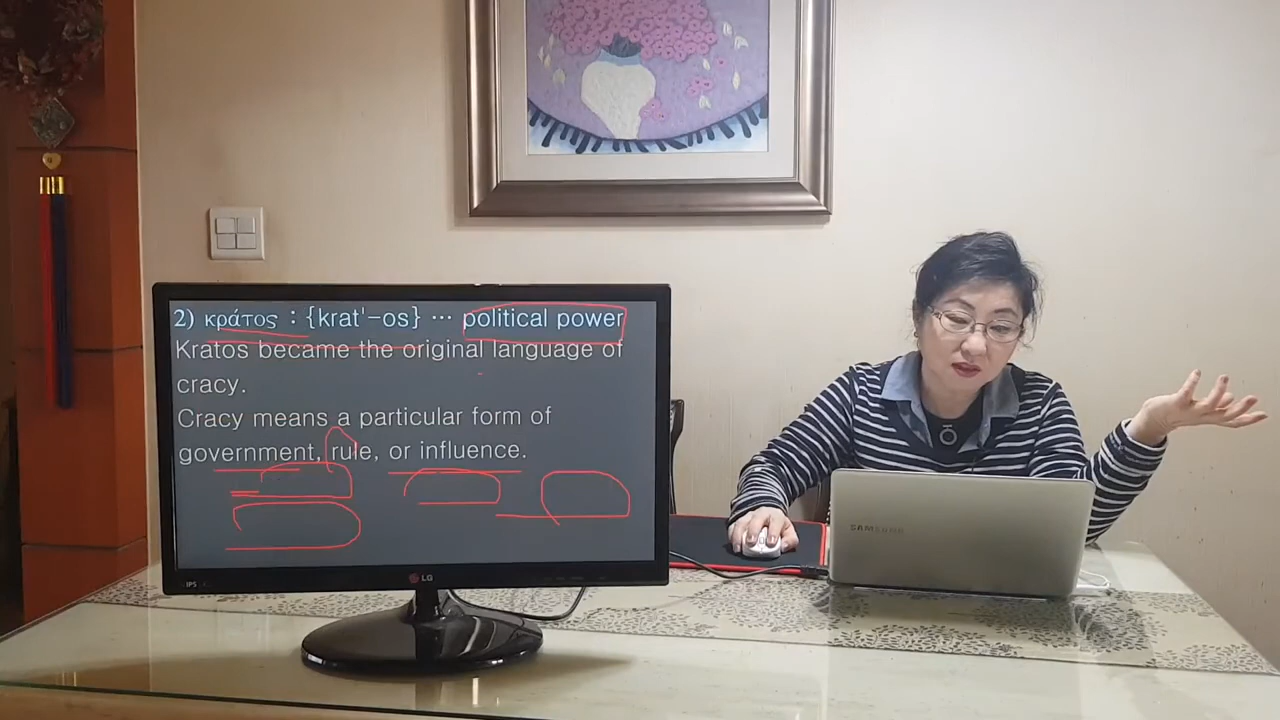 2) κράτος : {krat'-os} ··· political power
Kratos became the original language of
cracy.
Cracy means a particular form of
government, rule, or influence.
IPS
LG
SAMSUNG